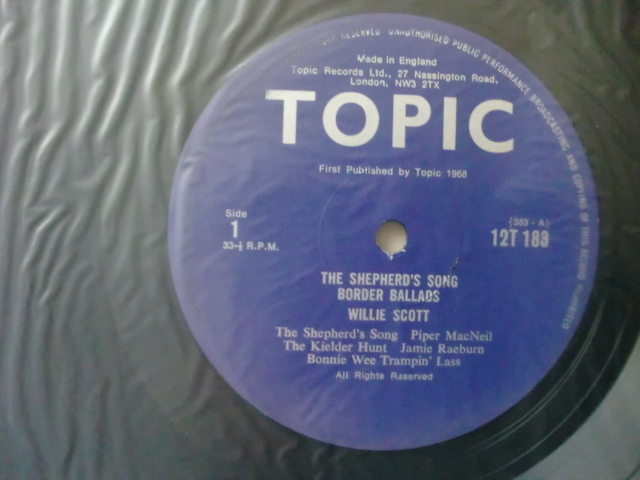 RESERVED UNAUTHORISED PUBLIC PERFORMANCE, BROADCASTING AND COPYING OF THIS RECORD
Made in England
Topic Records Ltd., 27 Nassington Road,
London, NW3 2TX
TOPIC
First Published by Topic 1968
Side
1
33-⅓ R.P.M.
(383 - A)
12T 183
THE SHEPHERD'S SONG
BORDER BALLADS
WILLIE SCOTT
The Shepherd's Song Piper MacNeil
The Kielder Hunt Jamie Raeburn
Bonnie Wee Trampin' Lass
All Rights Reserved